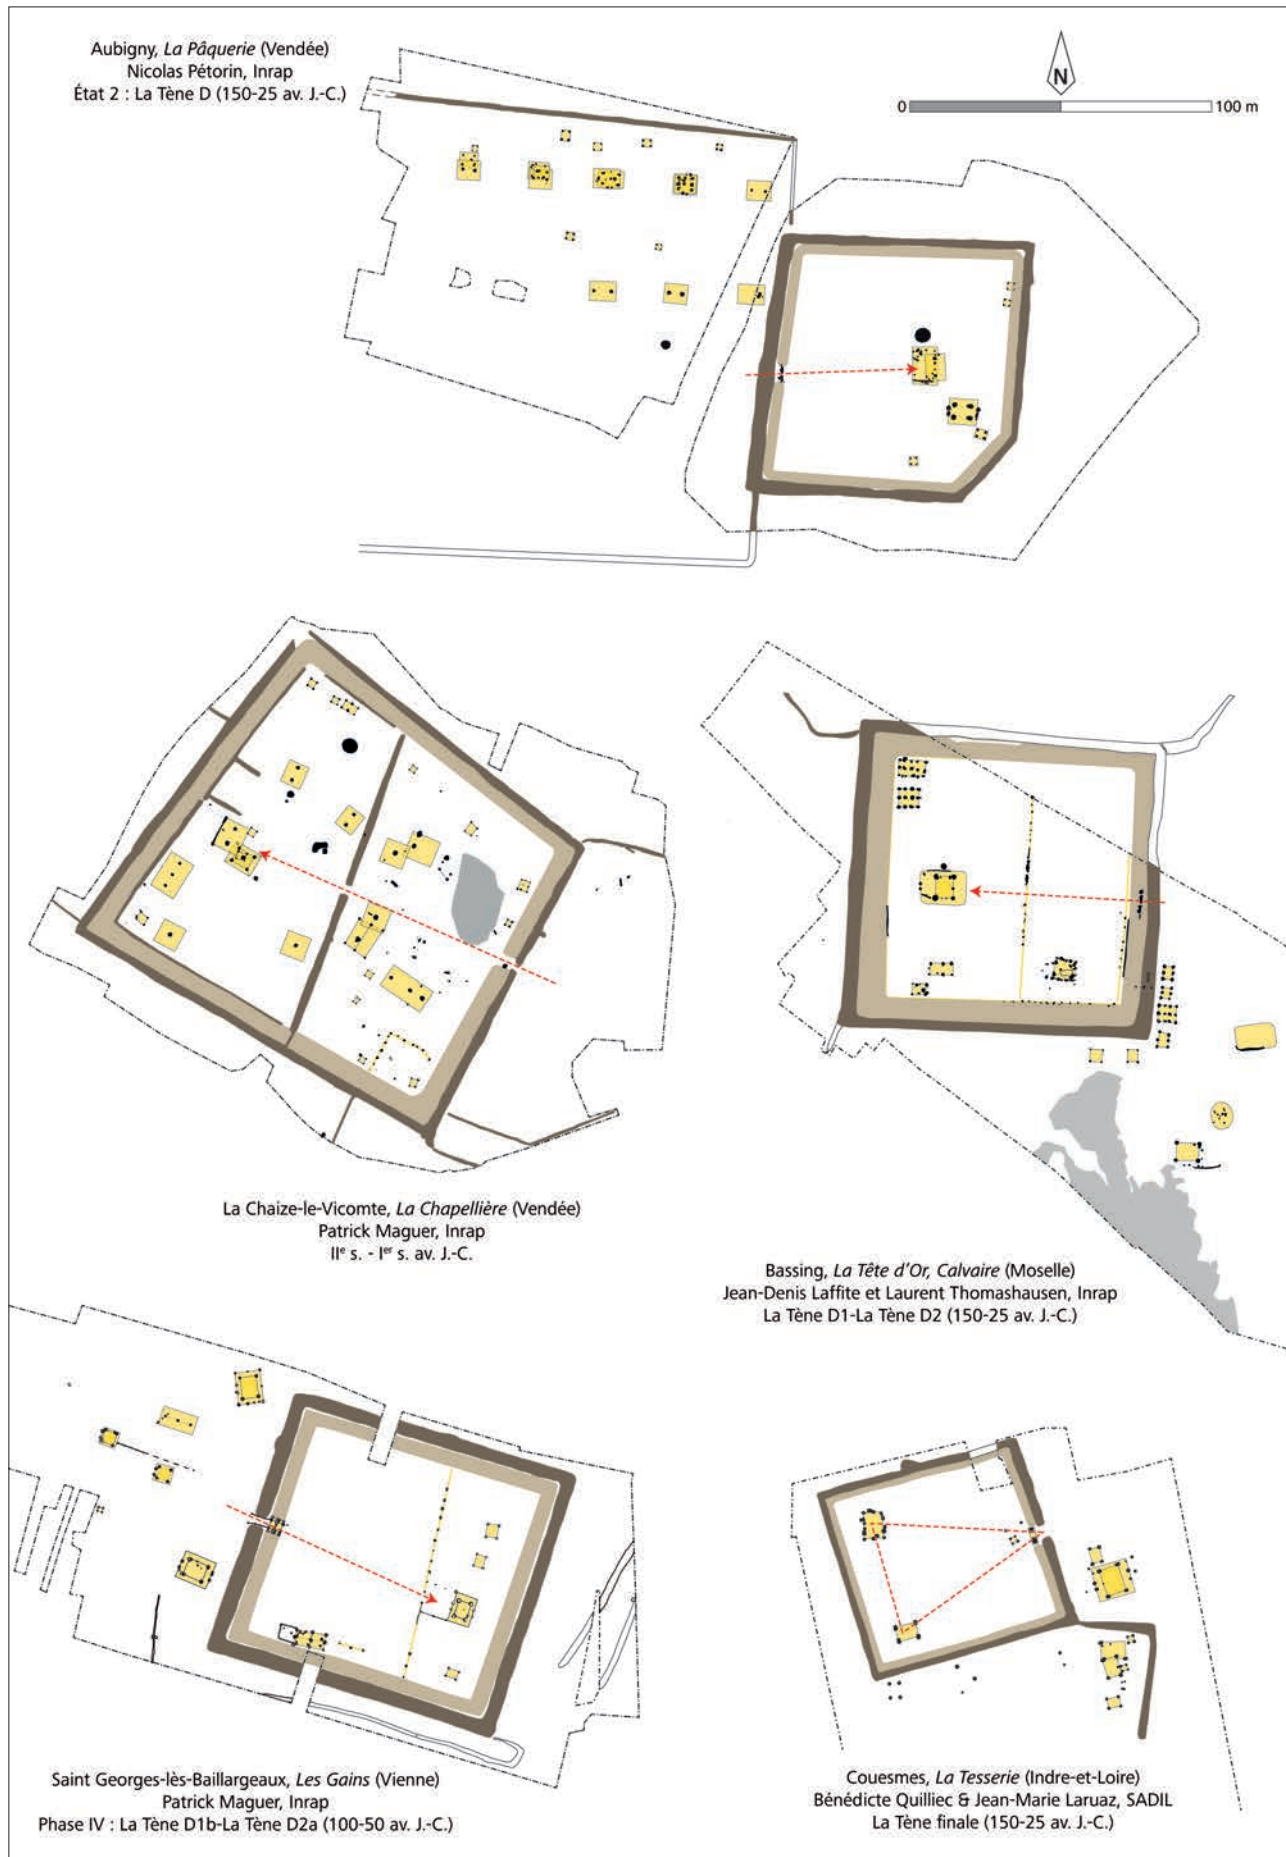 Aubigny, La Pâquerie (Vendée)
Nicolas Pétorin, Inrap
État 2 : La Tène D (150-25 av. J.-C.)
N
0 100 m
La Chaize-le-Vicomte, La Chapellière (Vendée)
Patrick Maguer, Inrap
IIe s. - Ier s. av. J.-C.
Bassing, La Tête d'Or, Calvaire (Moselle)
Jean-Denis Laffite et Laurent Thomashausen, Inrap
La Tène D1-La Tène D2 (150-25 av. J.-C.)
Saint Georges-lès-Baillargeaux, Les Gains (Vienne)
Patrick Maguer, Inrap
Phase IV : La Tène D1b-La Tène D2a (100-50 av. J.-C.)
Couesmes, La Tesserie (Indre-et-Loire)
Bénédicte Quilliec & Jean-Marie Laruaz, SADIL
La Tène finale (150-25 av. J.-C.)